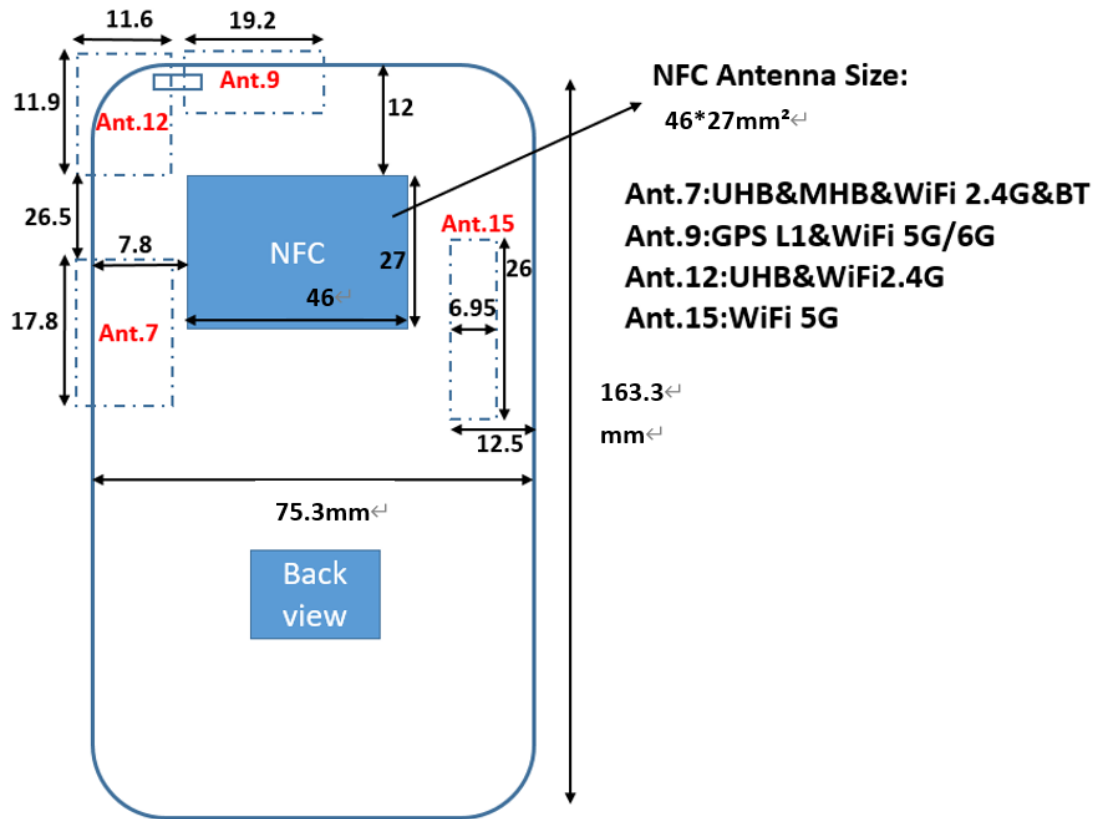 11.6
19.2
Ant.9
NFC Antenna Size:
46*27mm²↵
11.9
Ant.12
12
Ant.7:UHB&MHB&WiFi 2.4G&BT
Ant.9:GPS L1&WiFi 5G/6G
Ant.12:UHB&WiFi2.4G
Ant.15:WiFi 5G
26.5
7.8
NFC
27
46↵
Ant.15
26
6.95
17.8
Ant.7
12.5
163.3↵
mm↵
75.3mm↵
Back
view